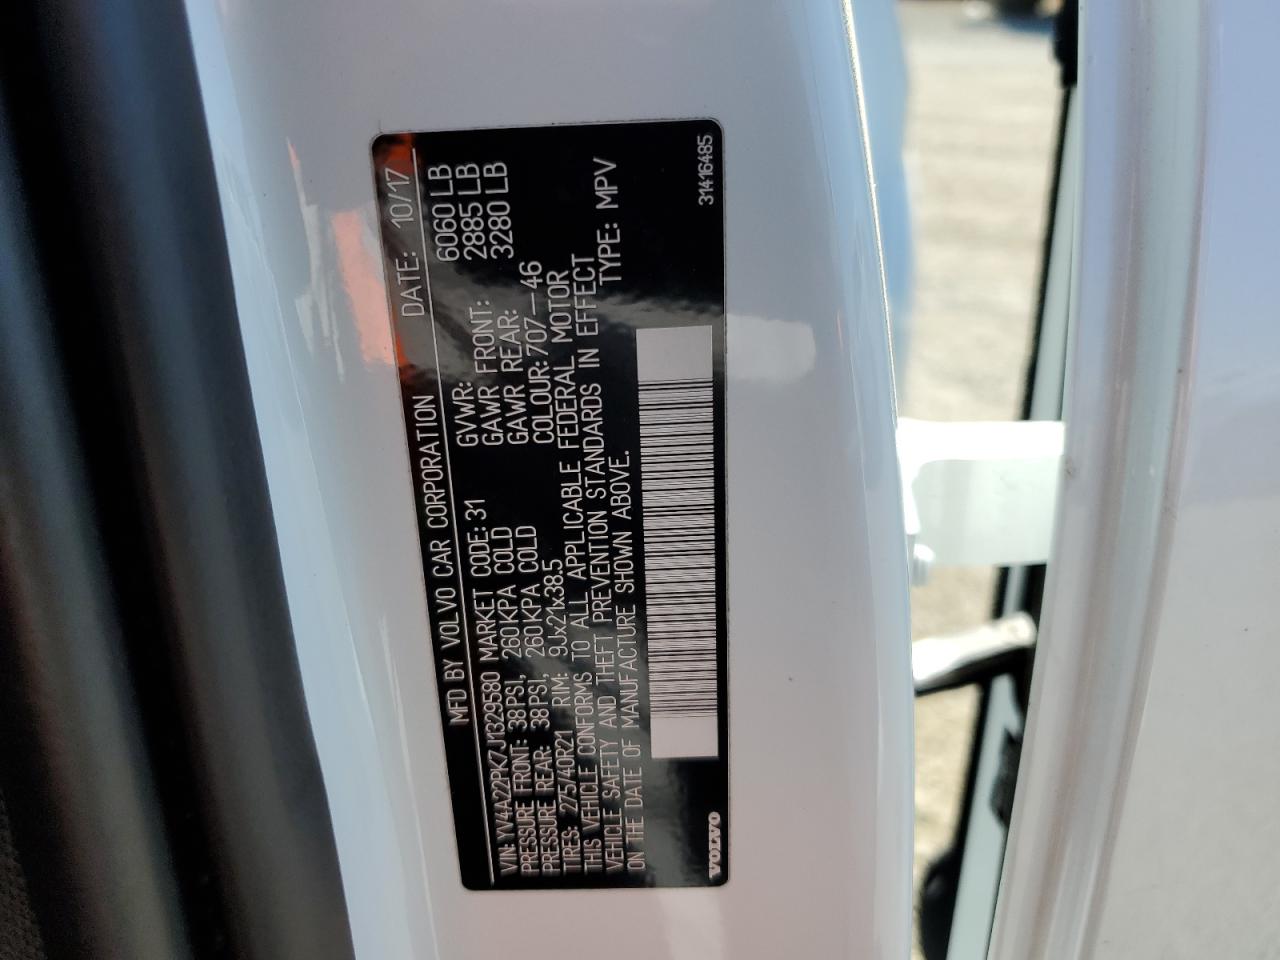 MFD BY VOLVO CAR CORPORATION DATE: 10/17
VIN: YV4A22PK7J1329580 MARKET CODE: 31 GVWR: 6060 LB
PRESSURE FRONT: 38PSI, 260KPA COLD GAWR FRONT: 2885 LB
PRESSURE REAR: 38PSI, 260KPA COLD GAWR REAR: 3280 LB
TIRES: 275/40R21 RIM: 9Jx21x38.5 COLOUR: 707-46
THIS VEHICLE CONFORMS TO ALL APPLICABLE FEDERAL MOTOR
VEHICLE SAFETY AND THEFT PREVENTION STANDARDS IN EFFECT
ON THE DATE OF MANUFACTURE SHOWN ABOVE. TYPE: MPV
VOLVO 31416485